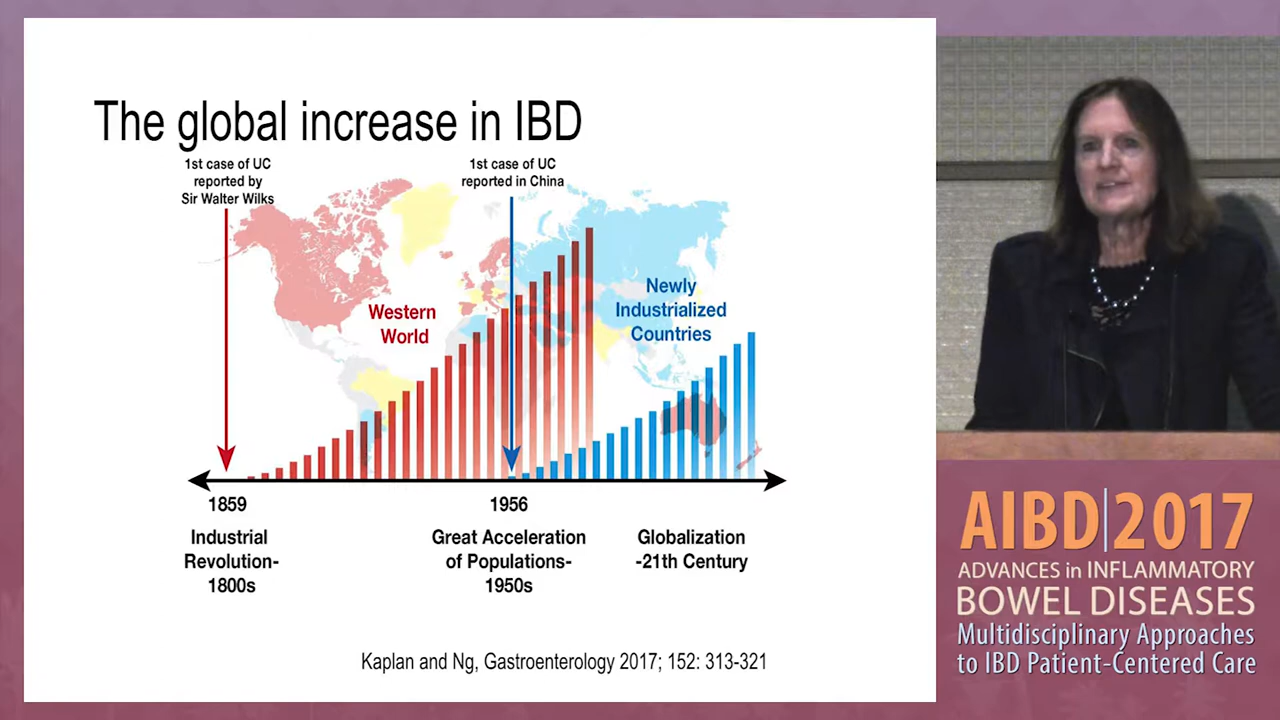 The global increase in IBD
1st case of UC
reported by
Sir Walter Wilks
1st case of UC
reported in China
Western
World
Newly
Industrialized
Countries
1859
1956
Industrial
Revolution-
1800s
Great Acceleration
of Populations-
1950s
Globalization
-21th Century
Kaplan and Ng, Gastroenterology 2017; 152: 313-321
AIBD|2017
ADVANCES in INFLAMMATORY
BOWEL DISEASES
Multidisciplinary Approaches
to IBD Patient-Centered Care